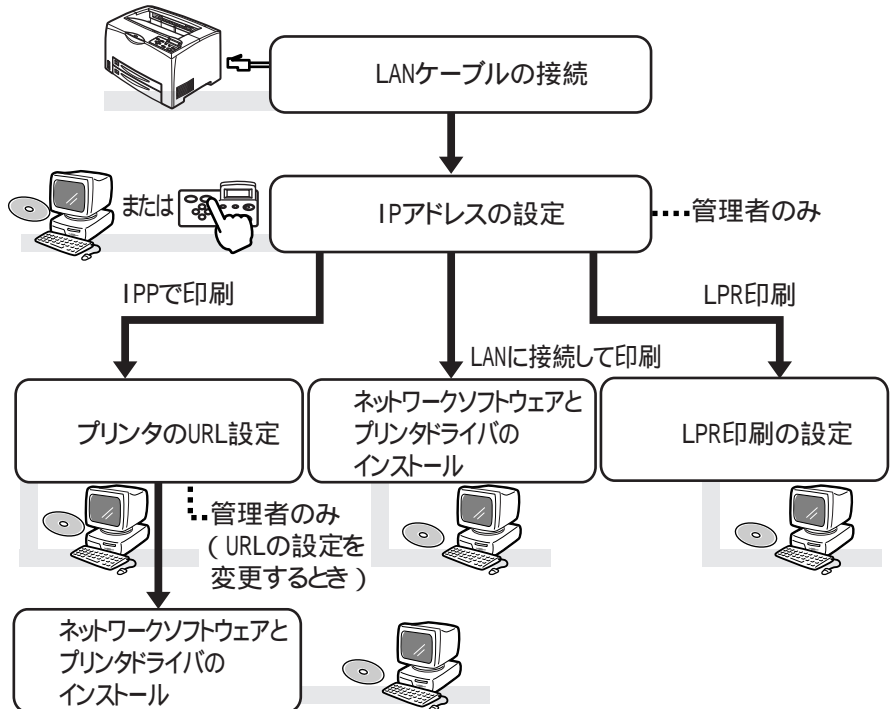 LANケーブルの接続
または
IPアドレスの設定
管理者のみ
IPPで印刷
LPR印刷
LANに接続して印刷
プリンタのURL設定
ネットワークソフトウェアと
プリンタドライバの
インストール
LPR印刷の設定
管理者のみ
(URLの設定を
変更するとき)
ネットワークソフトウェアと
プリンタドライバの
インストール